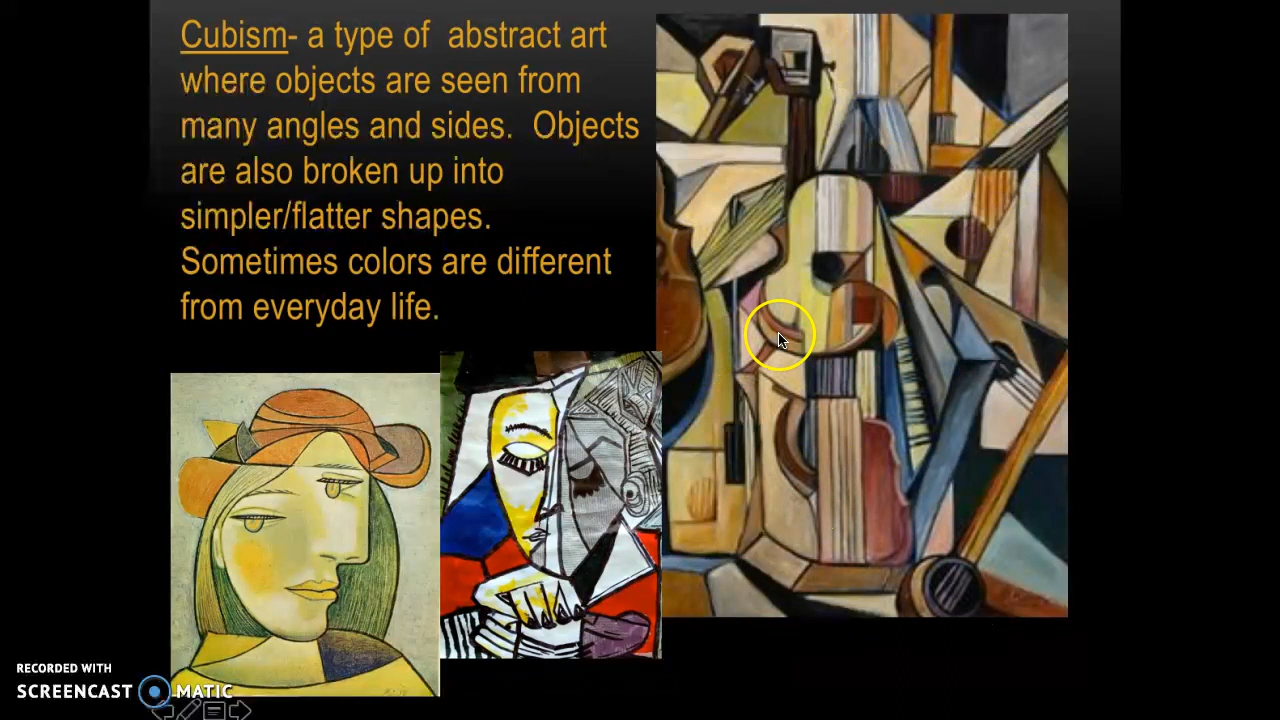 Cubism- a type of abstract art
where objects are seen from
many angles and sides. Objects
are also broken up into
simpler/flatter shapes.
Sometimes colors are different
from everyday life.
RECORDED WITH
SCREENCAST MATIC